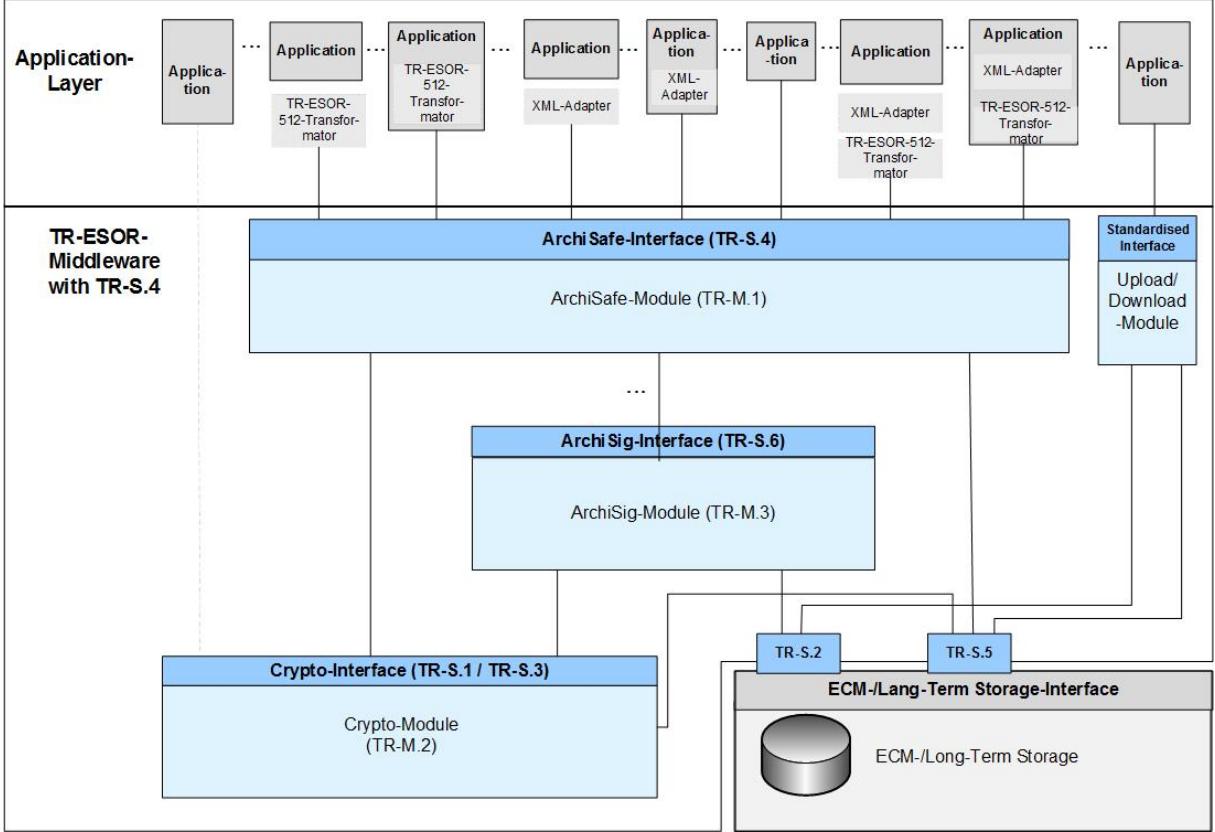 Application-
Layer
Applica-
tion
...
Application
TR-ESOR-
512-Transfor-
mator
...
Application
TR-ESOR-
512-
Transfor-
mator
...
Application
XML-Adapter
...
Applica-
tion
XML-
Adapter
...
Applica
-tion
...
Application
XML-Adapter
TR-ESOR-512-
Transfor-
mator
...
Application
XML-Adapter
TR-ESOR-512-
Transfor-
mator
...
Applica-
tion
TR-ESOR-
Middleware
with TR-S.4
ArchiSafe-Interface (TR-S.4)
ArchiSafe-Module (TR-M.1)
Standardised
Interface
Upload/
Download
-Module
...
ArchiSig-Interface (TR-S.6)
ArchiSig-Module (TR-M.3)
TR-S.2
TR-S.5
Crypto-Interface (TR-S.1 / TR-S.3)
Crypto-Module
(TR-M.2)
ECM-/Lang-Term Storage-Interface
ECM-/Long-Term Storage